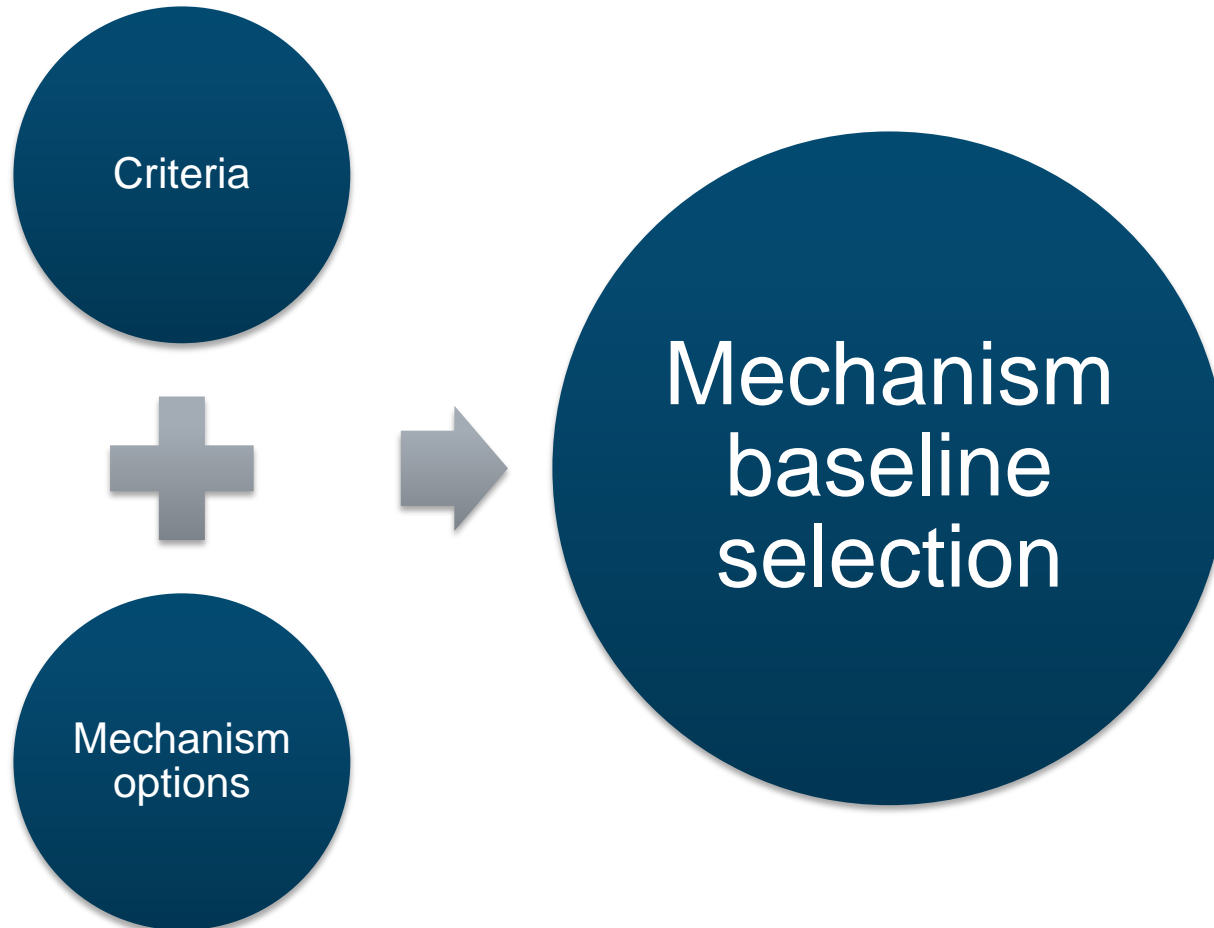 Criteria
Mechanism
options
Mechanism
baseline
selection